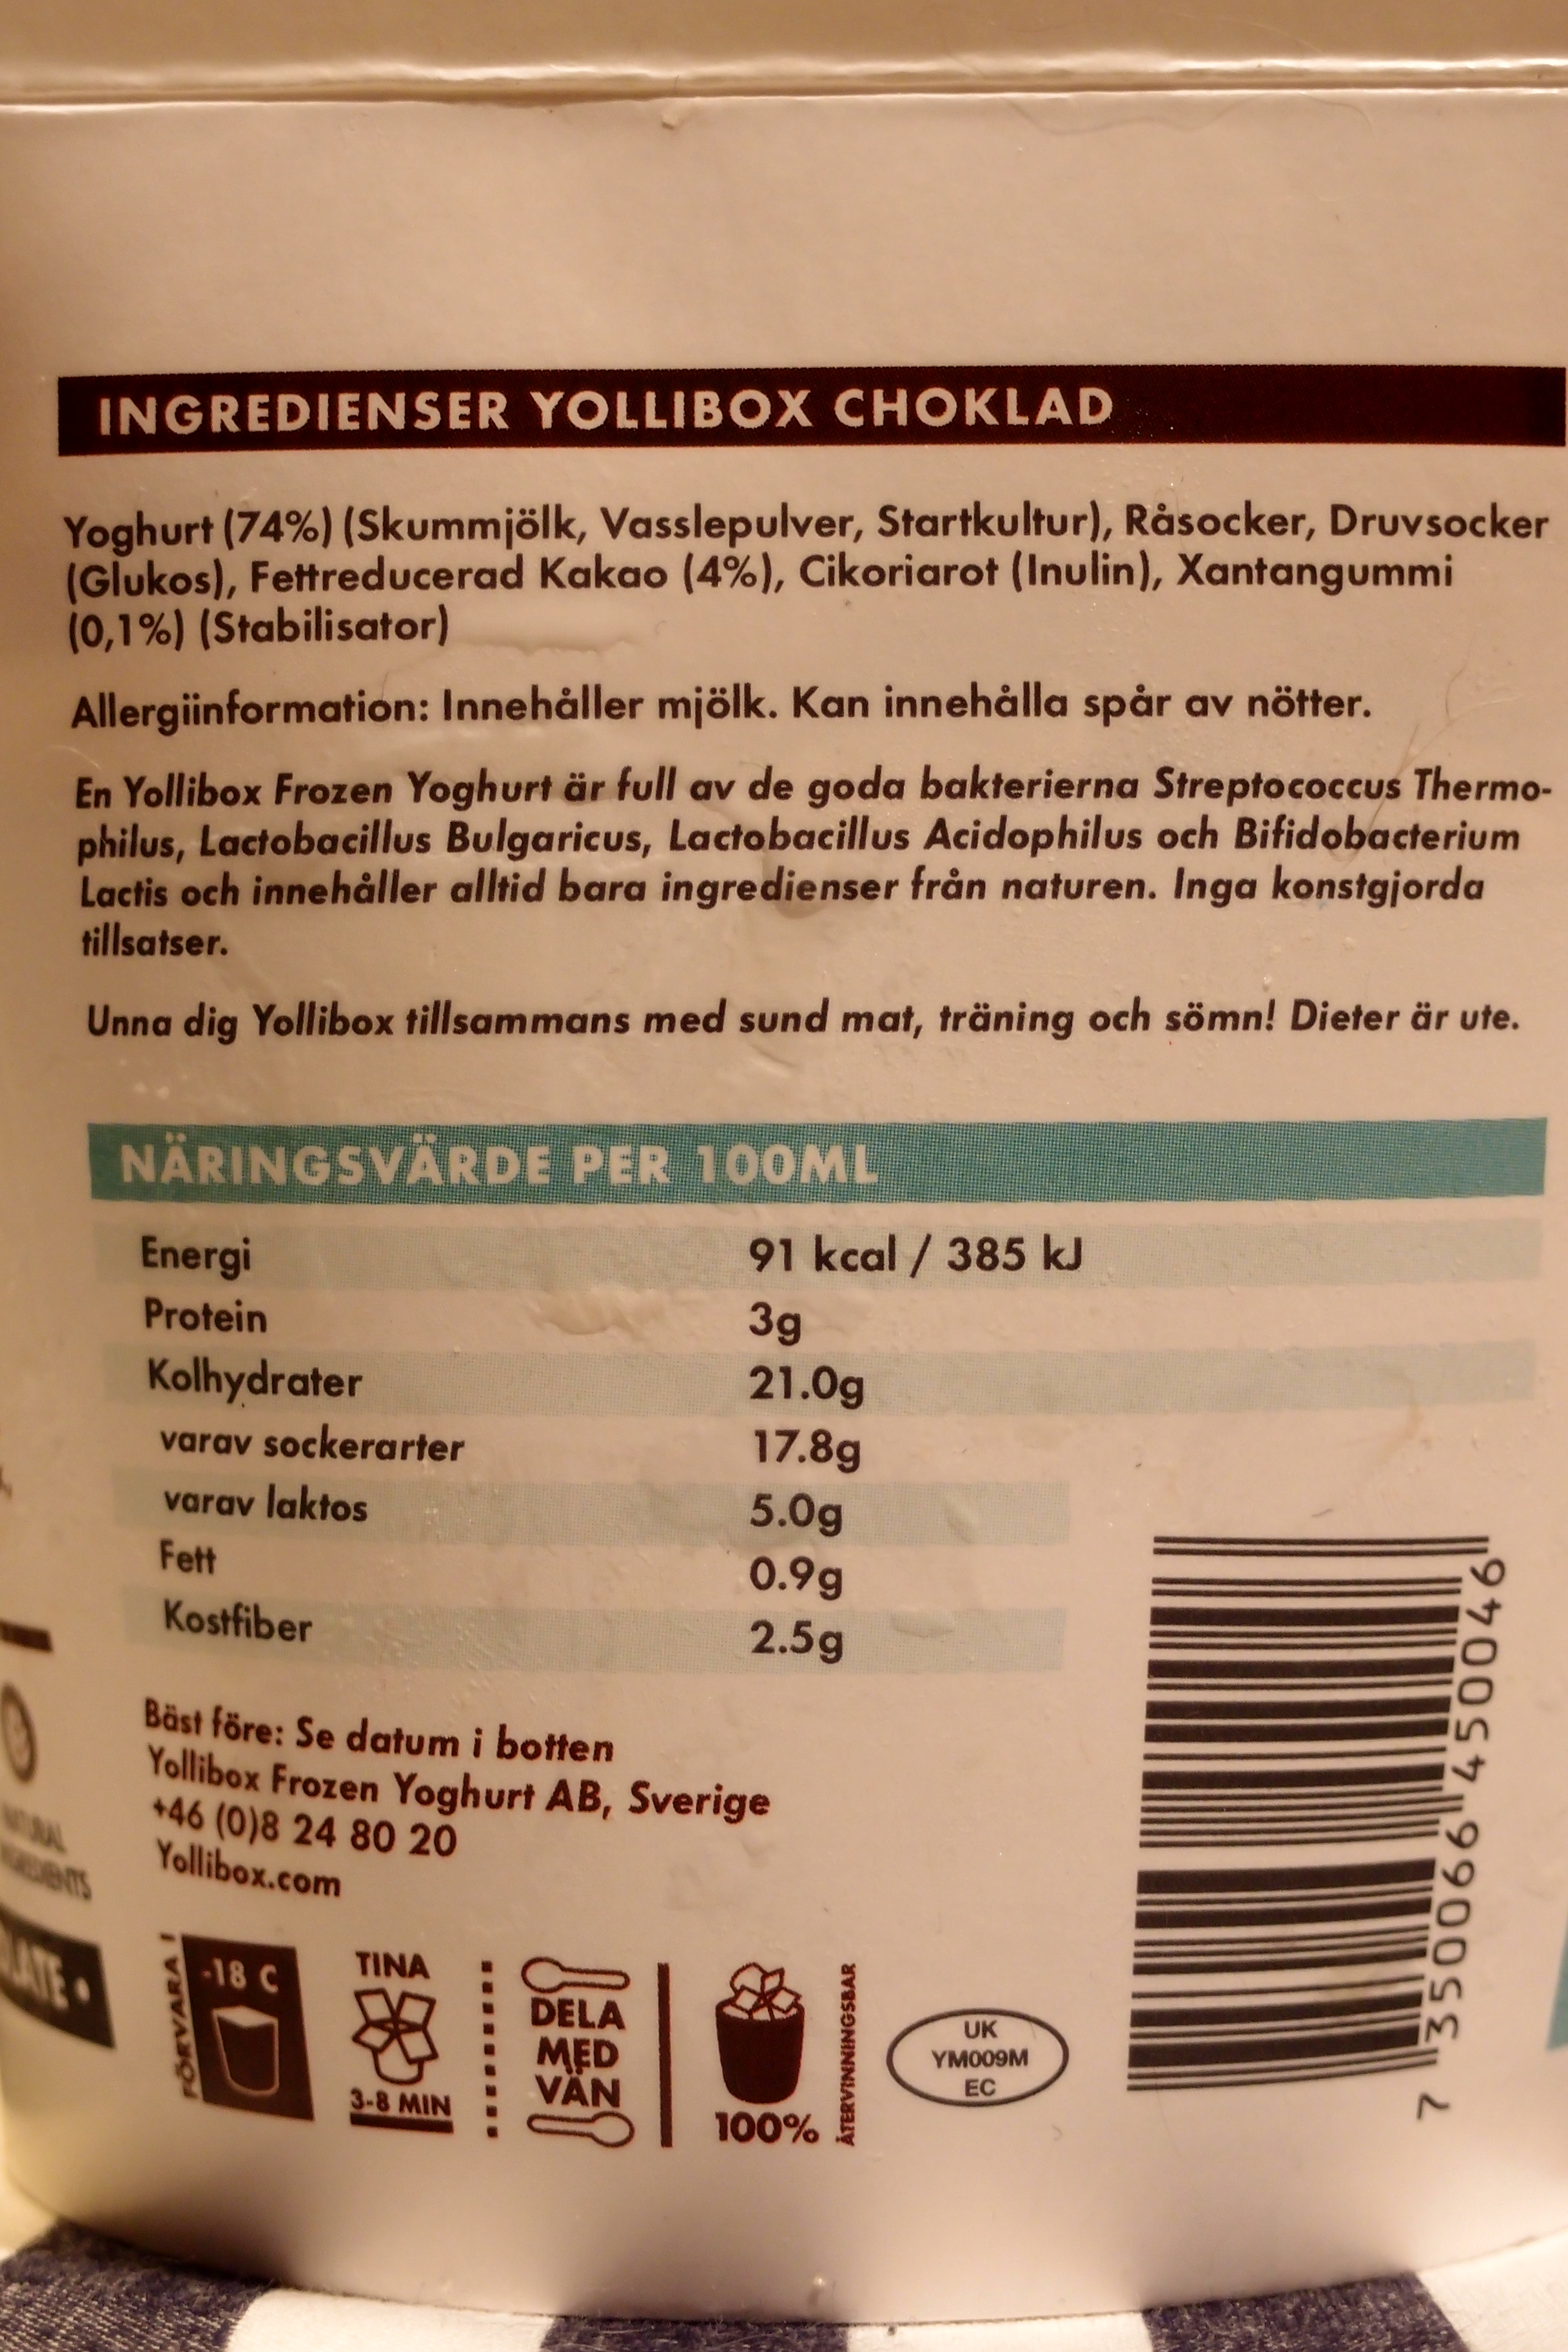 INGREDIENSER YOLLIBOX CHOKLAD
Yoghurt (74%) (Skummjölk, Vasslepulver, Startkultur), Råsocker, Druvsocker
(Glukos), Fettreducerad Kakao (4%), Cikoriarot (Inulin), Xantangummi
(0,1%) (Stabilisator)
Allergiinformation: Innehåller mjölk. Kan innehålla spår av nötter.
En Yollibox Frozen Yoghurt är full av de goda bakterierna Streptococcus Thermo-
philus, Lactobacillus Bulgaricus, Lactobacillus Acidophilus och Bifidobacterium
Lactis och innehåller alltid bara ingredienser från naturen. Inga konstgjorda
tillsatser.
Unna dig Yollibox tillsammans med sund mat, träning och sömn! Dieter är ute.
NÄRINGSVÄRDE PER 100ML
Energi 91 kcal / 385 kJ
Protein 3g
Kolhydrater 21.0g
varav sockerarter 17.8g
varav laktos 5.0g
Fett 0.9g
Kostfiber 2.5g
Bäst före: Se datum i botten
Yollibox Frozen Yoghurt AB, Sverige
+46 (0)8 24 80 20
Yollibox.com
FÖRVARA I
-18 C
TINA
3-8 MIN
DELA
MED
VÄN
100%
ÅTERVINNINGSBAR
UK
YM009M
EC
7 350066 450046